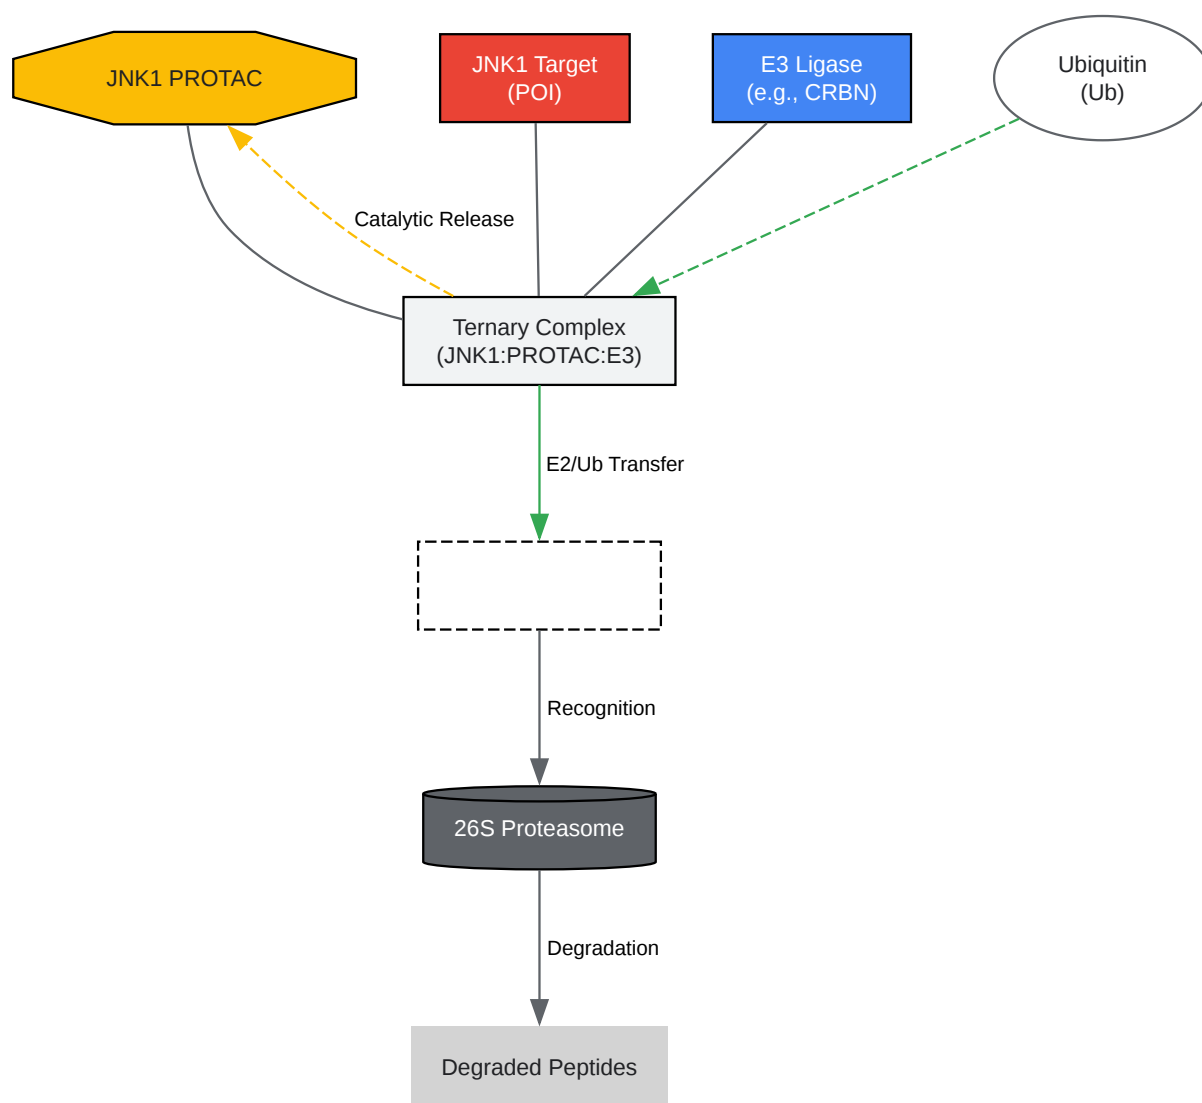 JNK1 PROTAC
JNK1 Target
(POI)
E3 Ligase
(e.g., CRBN)
Ubiquitin
(Ub)
Catalytic Release
Ternary Complex
(JNK1:PROTAC:E3)
E2/Ub Transfer
Recognition
26S Proteasome
Degradation
Degraded Peptides